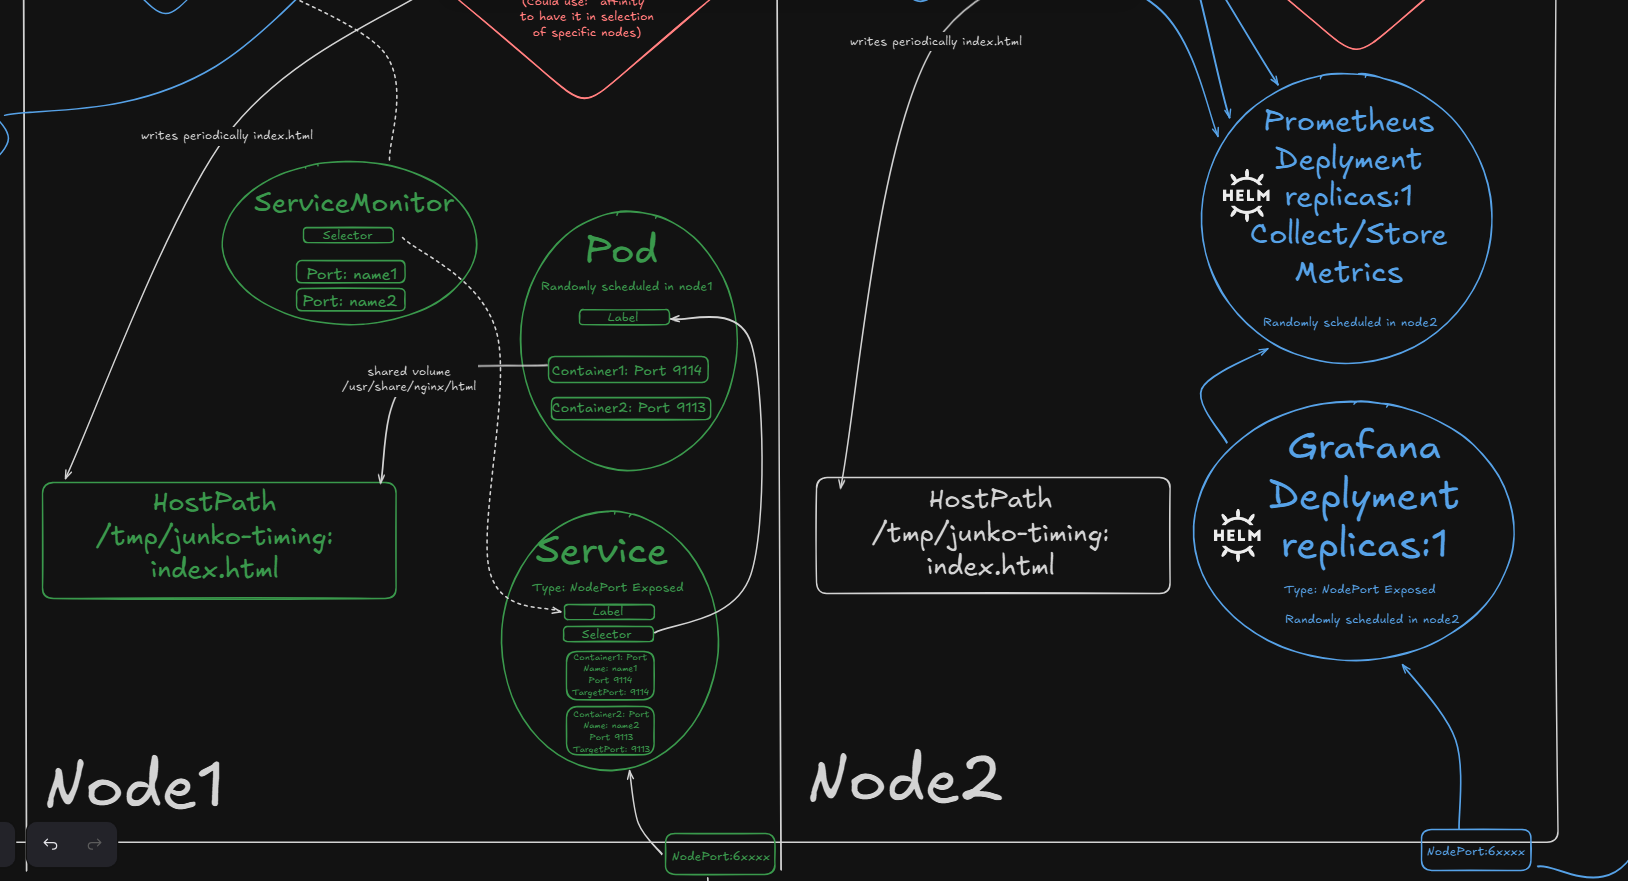 (Could use: affinity
to have it in selection
of specific nodes)
writes periodically index.html
writes periodically index.html
ServiceMonitor
Selector
Port: name1
Port: name2
Pod
Randomly scheduled in node1
Label
Container1: Port 9114
Container2: Port 9113
shared volume
/usr/share/nginx/html
HostPath
/tmp/junko-timing:
index.html
Service
Type: NodePort Exposed
Label
Selector
Container1: Port
Name: name1
Port 9114
TargetPort: 9114
Container2: Port
Name: name2
Port 9113
TargetPort: 9113
Node1
NodePort:6xxxx
Prometheus
Deplyment
replicas:1
Collect/Store
Metrics
HELM
Randomly scheduled in node2
HostPath
/tmp/junko-timing:
index.html
Grafana
Deplyment
replicas:1
HELM
Type: NodePort Exposed
Randomly scheduled in node2
Node2
NodePort:6xxxx